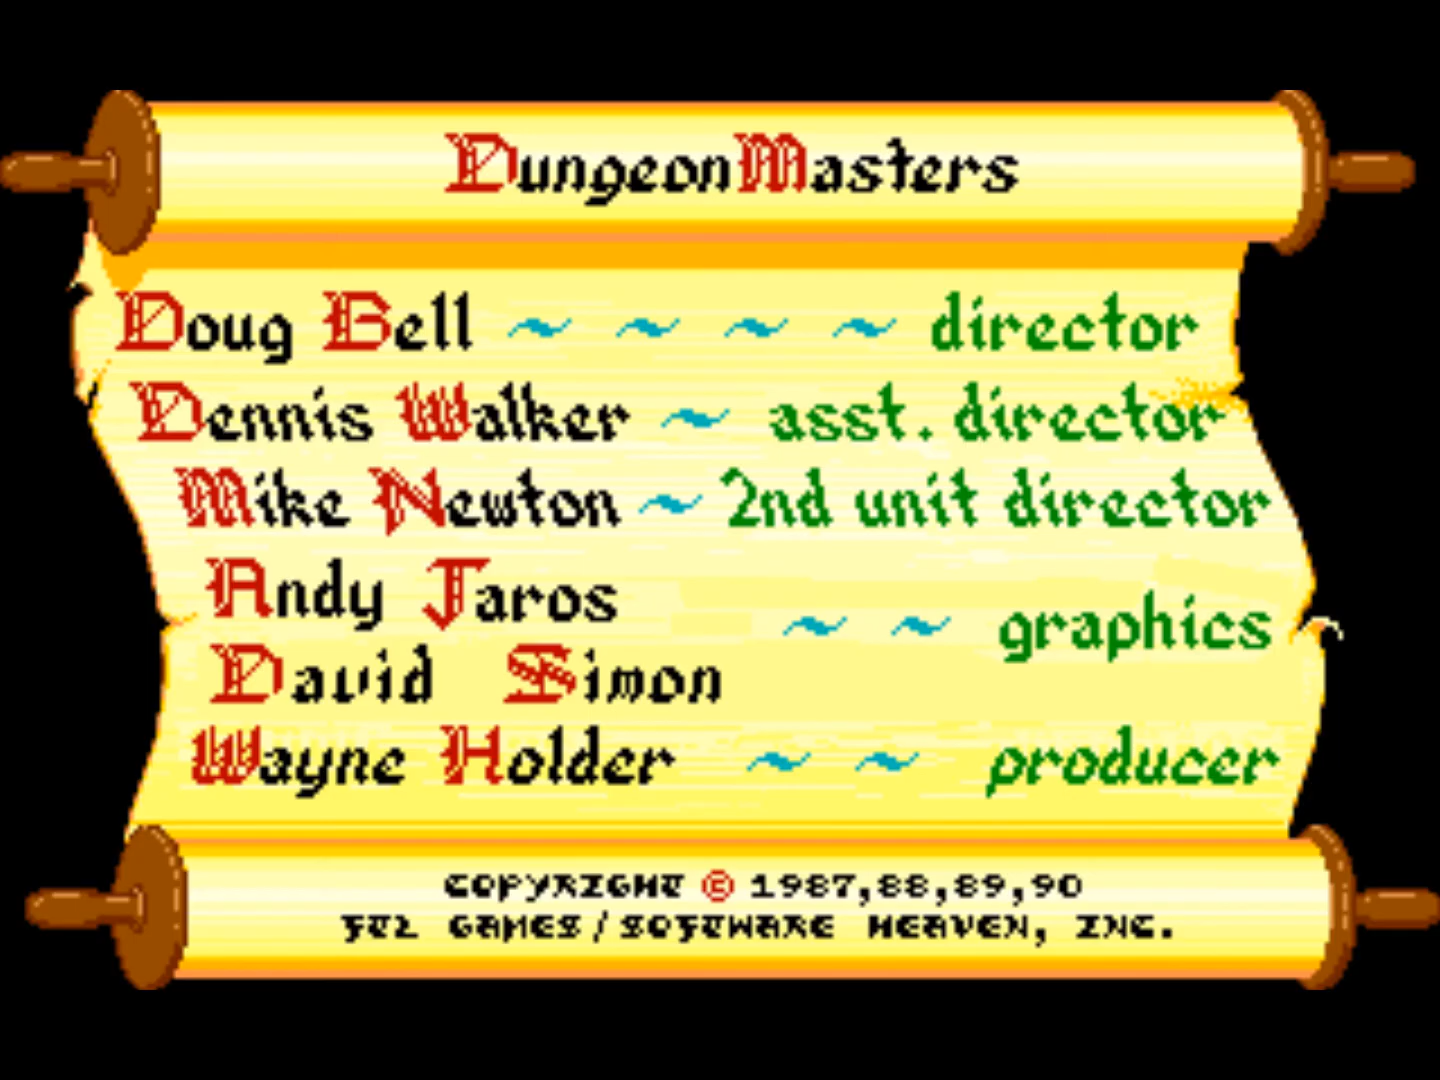 DungeonMasters
Doug Bell ~ ~ ~ ~ director
Dennis Walker ~ asst. director
Mike Newton ~ 2nd unit director
Andy Jaros
~ ~ graphics
David Simon
Wayne Holder ~ ~ producer
COPYRIGHT © 1987,88,89,90
FTL GAMES/SOFTWARE HEAVEN, INC.